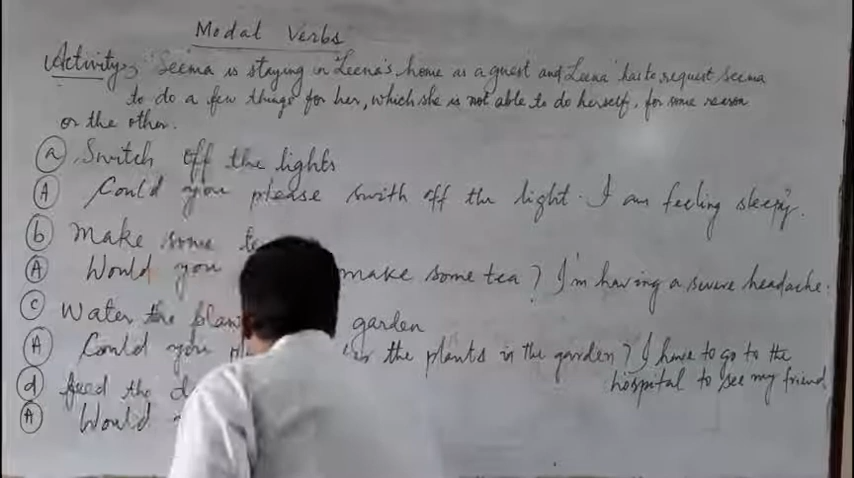 Modal Verbs
Activity:- "Seema is staying in Leena's home as a guest and Leena has to request Seema
to do a few things for her, which she is not able to do herself, for some reason
or the other.
(a) Switch off the lights
(A) Could you please swith off the light. I am feeling sleepy.
(b) Make some
(A) Would you make some tea? I'm having a severe headache.
(c) Water the garden
(A) Could you the plants in the garden? I have to go to the
hospital to see my friend
(d) feed the
(A) Would